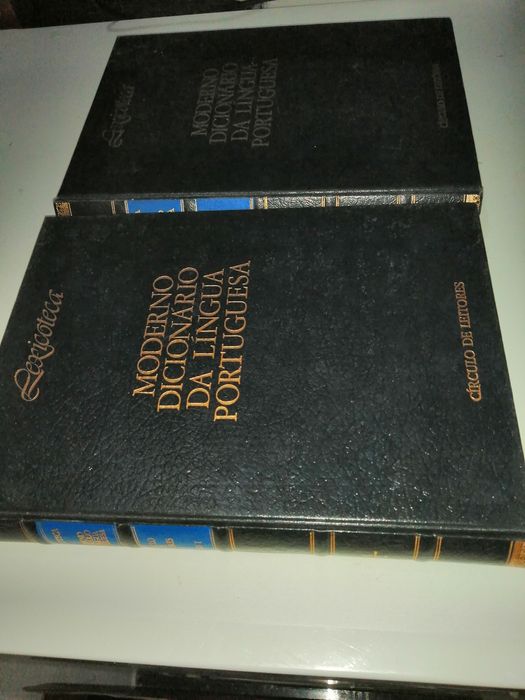 Lexicoteca
MODERNO
DICIONÁRIO
DA LÍNGUA
PORTUGUESA
CÍRCULO DE LEITORES
Lexicoteca
MODERNO
DICIONÁRIO
DA LÍNGUA
PORTUGUESA
CÍRCULO DE LEITORES